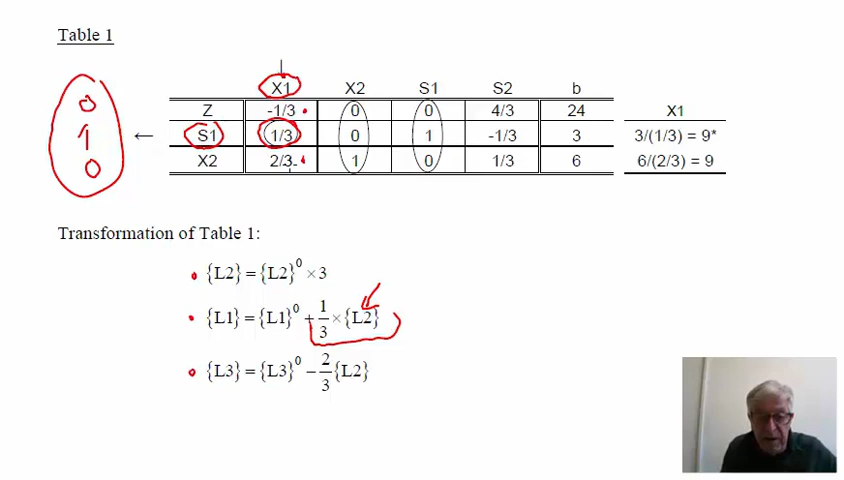 Table 1
X1 X2 S1 S2 b
Z -1/3 0 0 4/3 24 X1
0
1
0
← S1 1/3 0 1 -1/3 3 3/(1/3) = 9*
X2 2/3 1 0 1/3 6 6/(2/3) = 9
Transformation of Table 1:
{L2} = {L2}⁰ × 3
{L1} = {L1}⁰ + 1/3 × {L2}
{L3} = {L3}⁰ − 2/3 {L2}